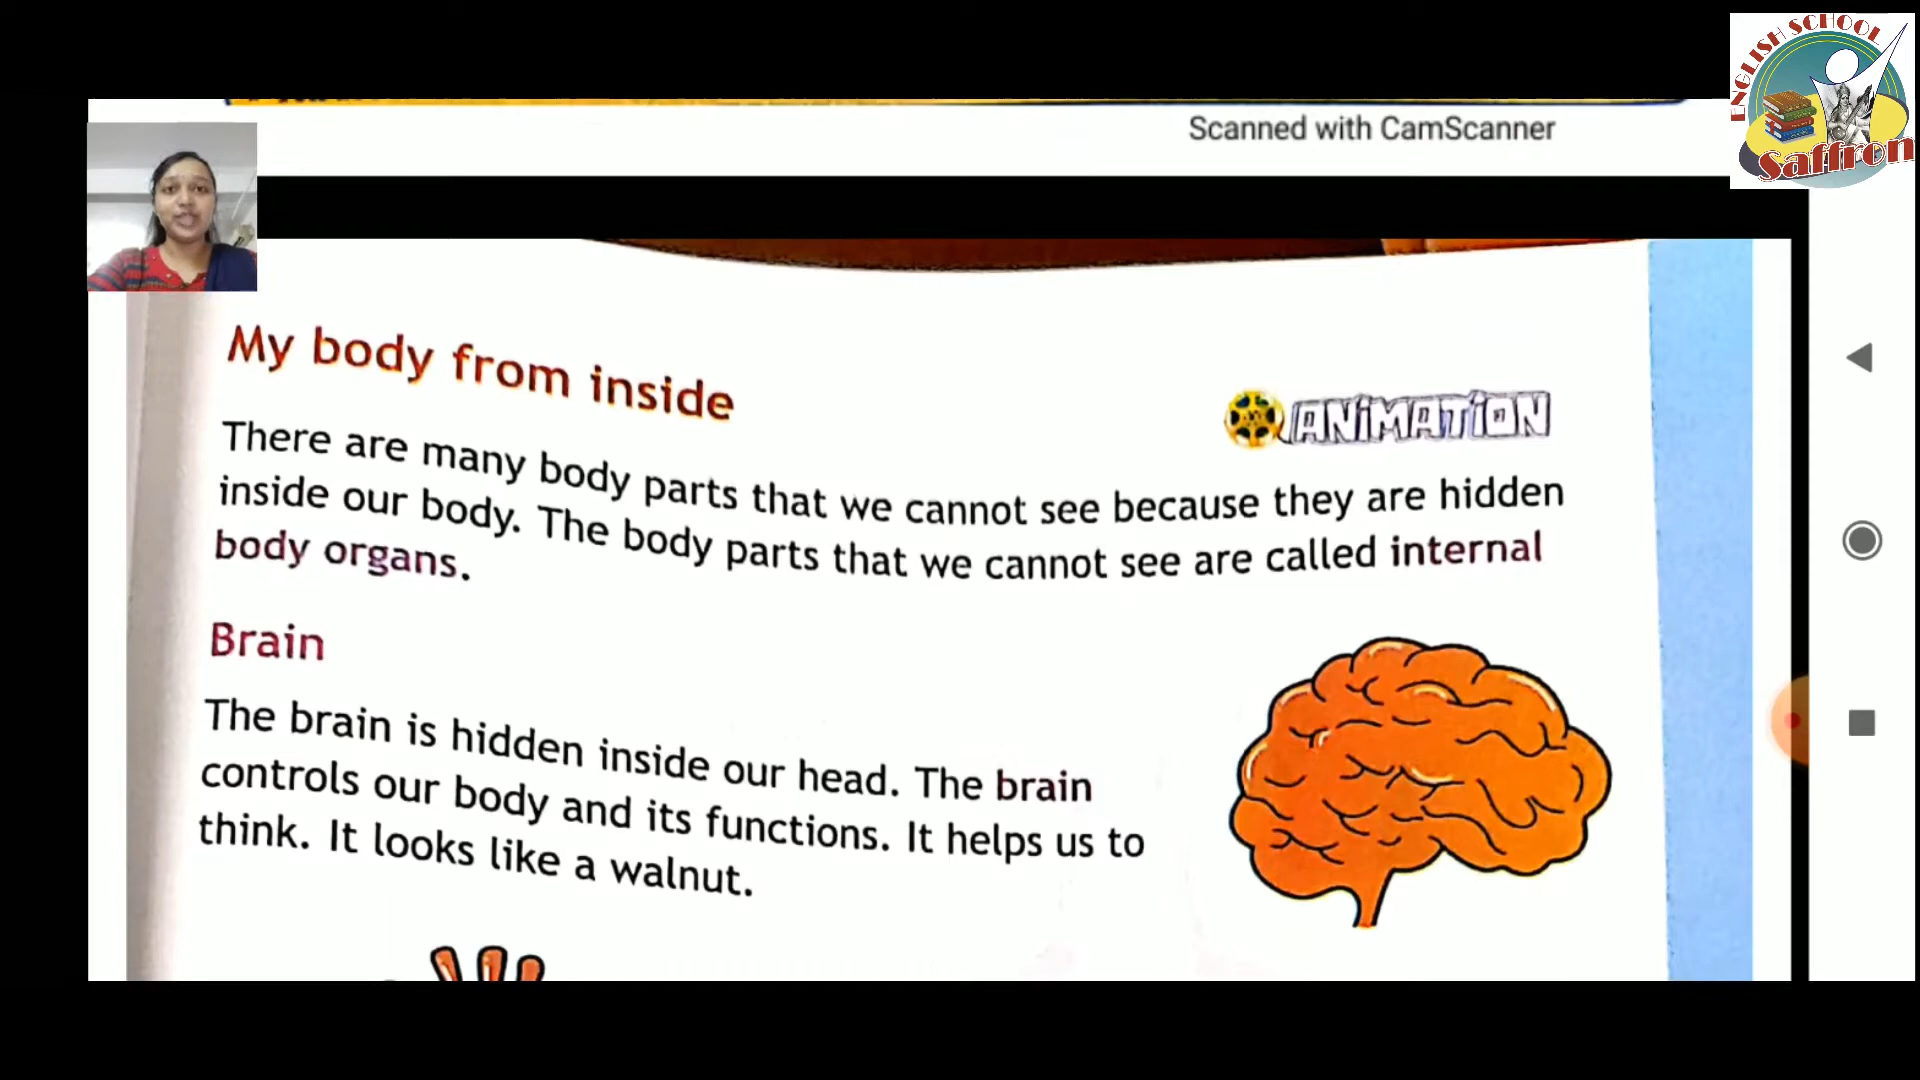 Scanned with CamScanner
ENGLISH SCHOOL
Saffron
My body from inside
ANiMATiON
There are many body parts that we cannot see because they are hidden
inside our body. The body parts that we cannot see are called internal
body organs.
Brain
The brain is hidden inside our head. The brain
controls our body and its functions. It helps us to
think. It looks like a walnut.